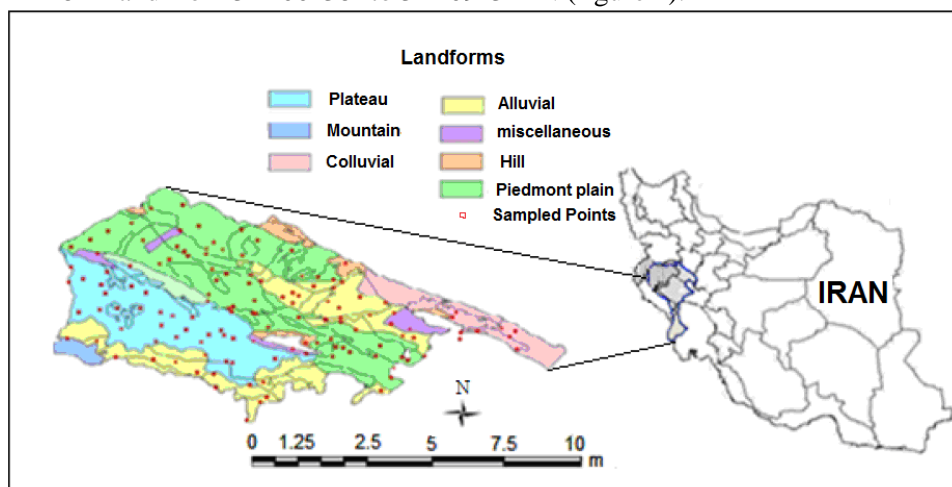 Landforms
Plateau
Alluvial
Mountain
miscellaneous
Colluvial
Hill
Piedmont plain
Sampled Points
IRAN
N
0 1.25 2.5 5 7.5 10
m